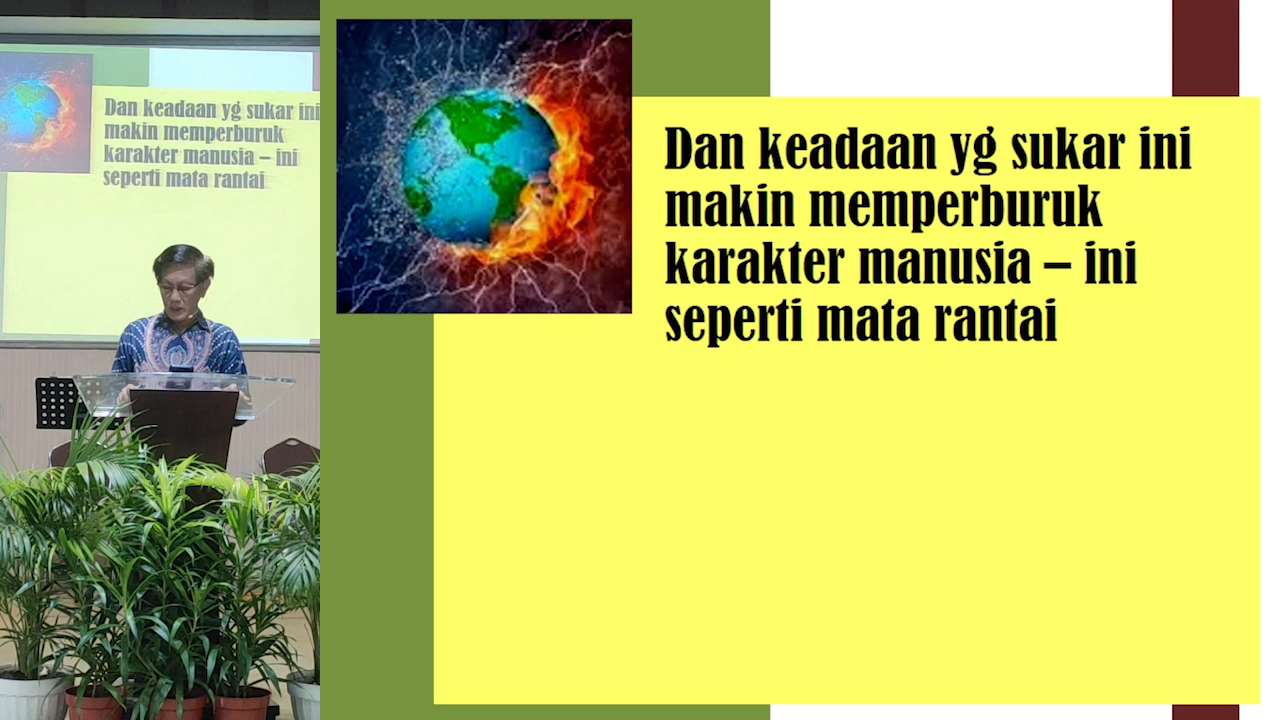 Dan keadaan yg sukar ini
makin memperburuk
karakter manusia – ini
seperti mata rantai
Dan keadaan yg sukar ini
makin memperburuk
karakter manusia – ini
seperti mata rantai